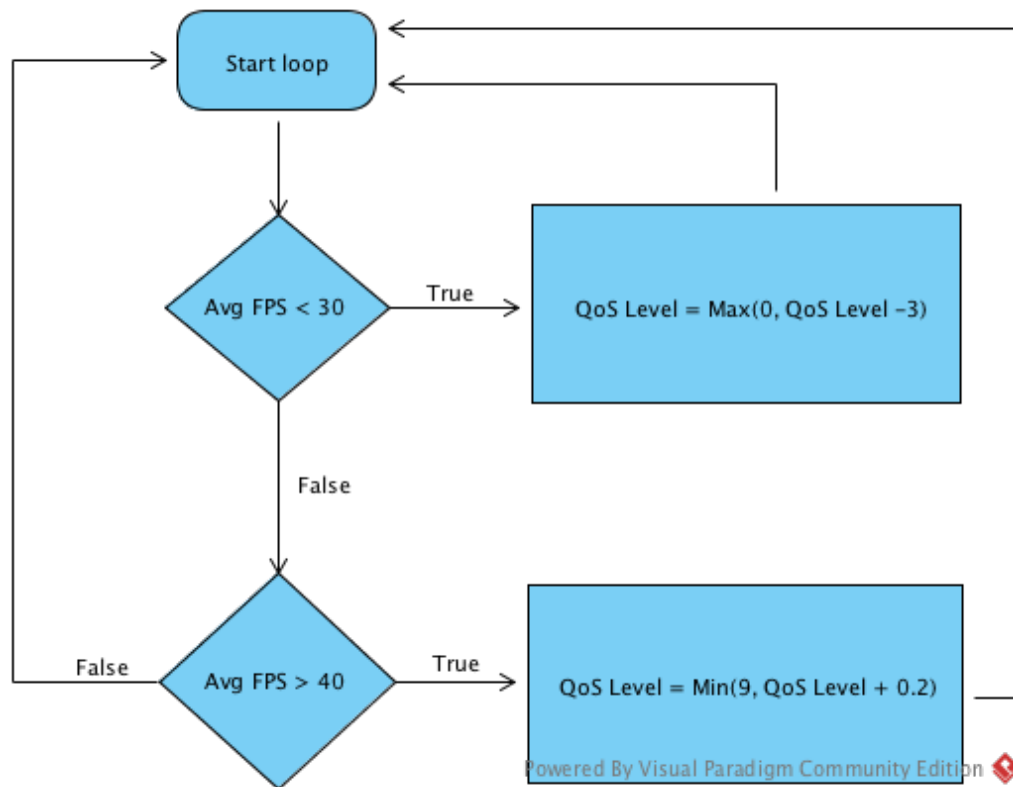 Start loop
Avg FPS < 30
True
QoS Level = Max(0, QoS Level -3)
False
Avg FPS > 40
False
True
QoS Level = Min(9, QoS Level + 0.2)
Powered By Visual Paradigm Community Edition